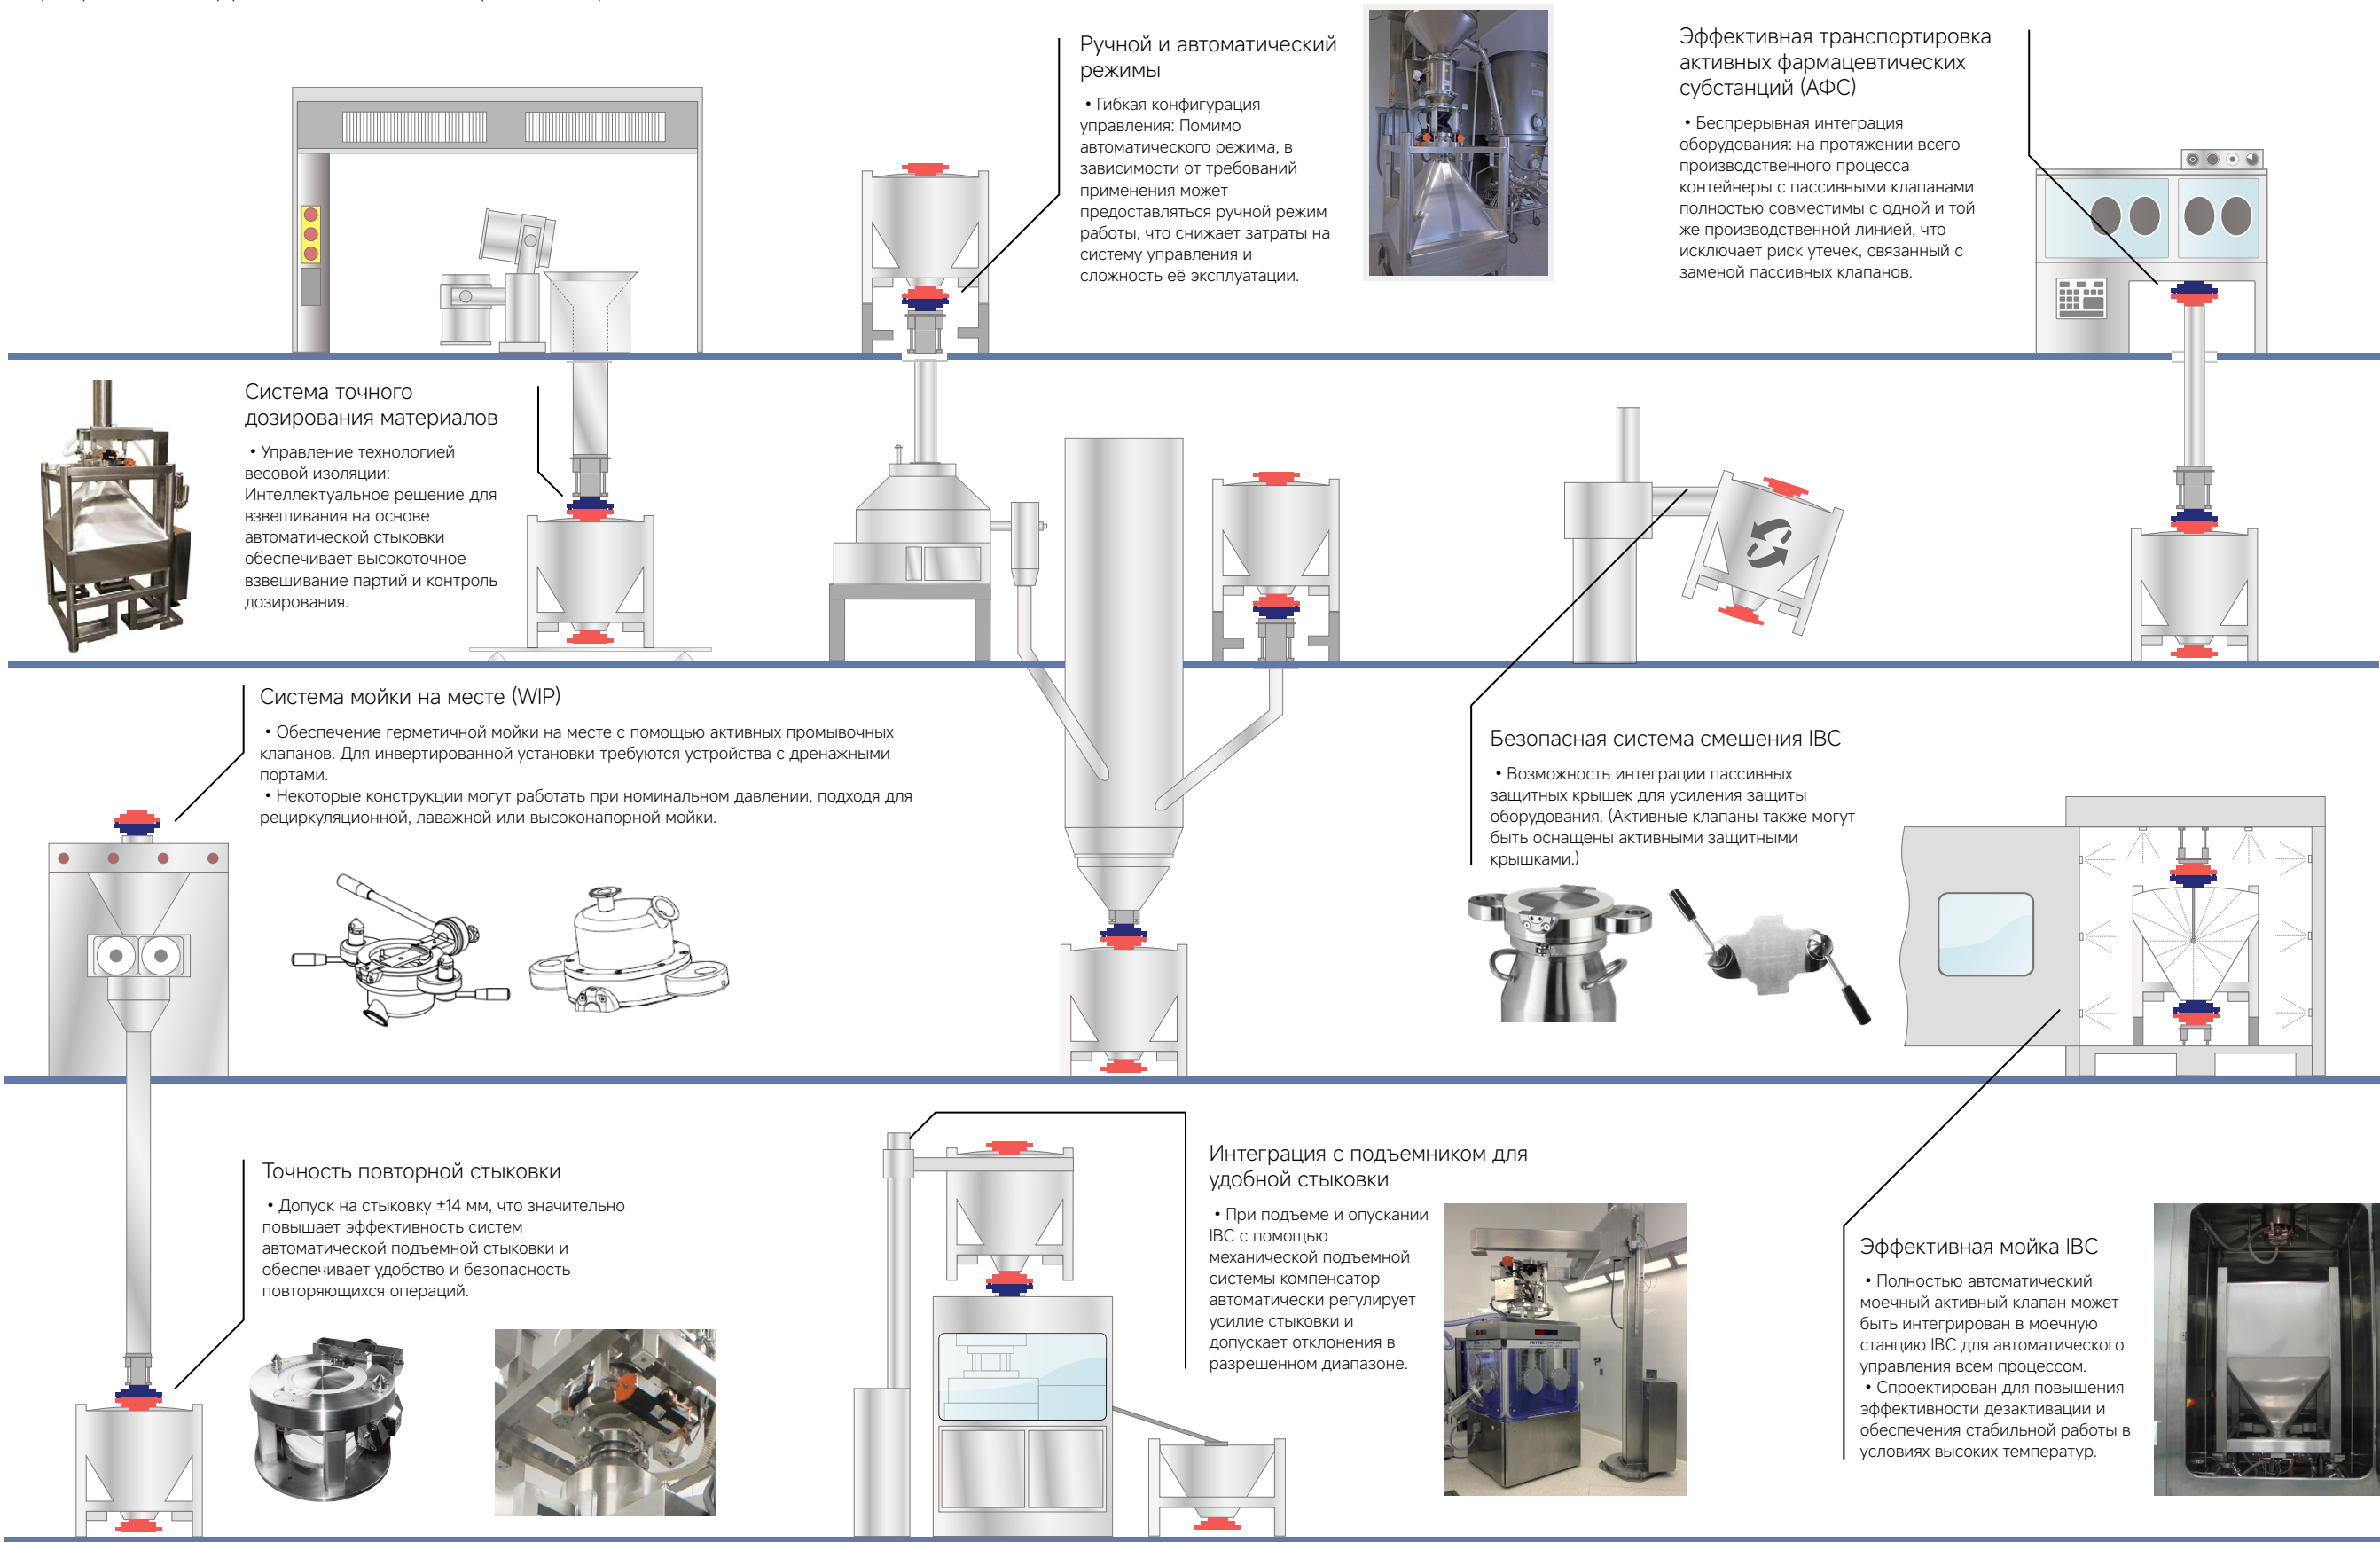 Ручной и автоматический
режимы
• Гибкая конфигурация
управления: Помимо
автоматического режима, в
зависимости от требований
применения может
предоставляться ручной режим
работы, что снижает затраты на
систему управления и
сложность её эксплуатации.
Эффективная транспортировка
активных фармацевтических
субстанций (АФС)
• Беспрерывная интеграция
оборудования: на протяжении всего
производственного процесса
контейнеры с пассивными клапанами
полностью совместимы с одной и той
же производственной линией, что
исключает риск утечек, связанный с
заменой пассивных клапанов.
Система точного
дозирования материалов
• Управление технологией
весовой изоляции:
Интеллектуальное решение для
взвешивания на основе
автоматической стыковки
обеспечивает высокоточное
взвешивание партий и контроль
дозирования.
Система мойки на месте (WIP)
• Обеспечение герметичной мойки на месте с помощью активных промывочных
клапанов. Для инвертированной установки требуются устройства с дренажными
портами.
• Некоторые конструкции могут работать при номинальном давлении, подходя для
рециркуляционной, лаважной или высоконапорной мойки.
Безопасная система смешения IBC
• Возможность интеграции пассивных
защитных крышек для усиления защиты
оборудования. (Активные клапаны также могут
быть оснащены активными защитными
крышками.)
Точность повторной стыковки
• Допуск на стыковку ±14 мм, что значительно
повышает эффективность систем
автоматической подъемной стыковки и
обеспечивает удобство и безопасность
повторяющихся операций.
Интеграция с подъемником для
удобной стыковки
• При подъеме и опускании
IBC с помощью
механической подъемной
системы компенсатор
автоматически регулирует
усилие стыковки и
допускает отклонения в
разрешенном диапазоне.
Эффективная мойка IBC
• Полностью автоматический
моечный активный клапан может
быть интегрирован в моечную
станцию IBC для автоматического
управления всем процессом.
• Спроектирован для повышения
эффективности дезактивации и
обеспечения стабильной работы в
условиях высоких температур.